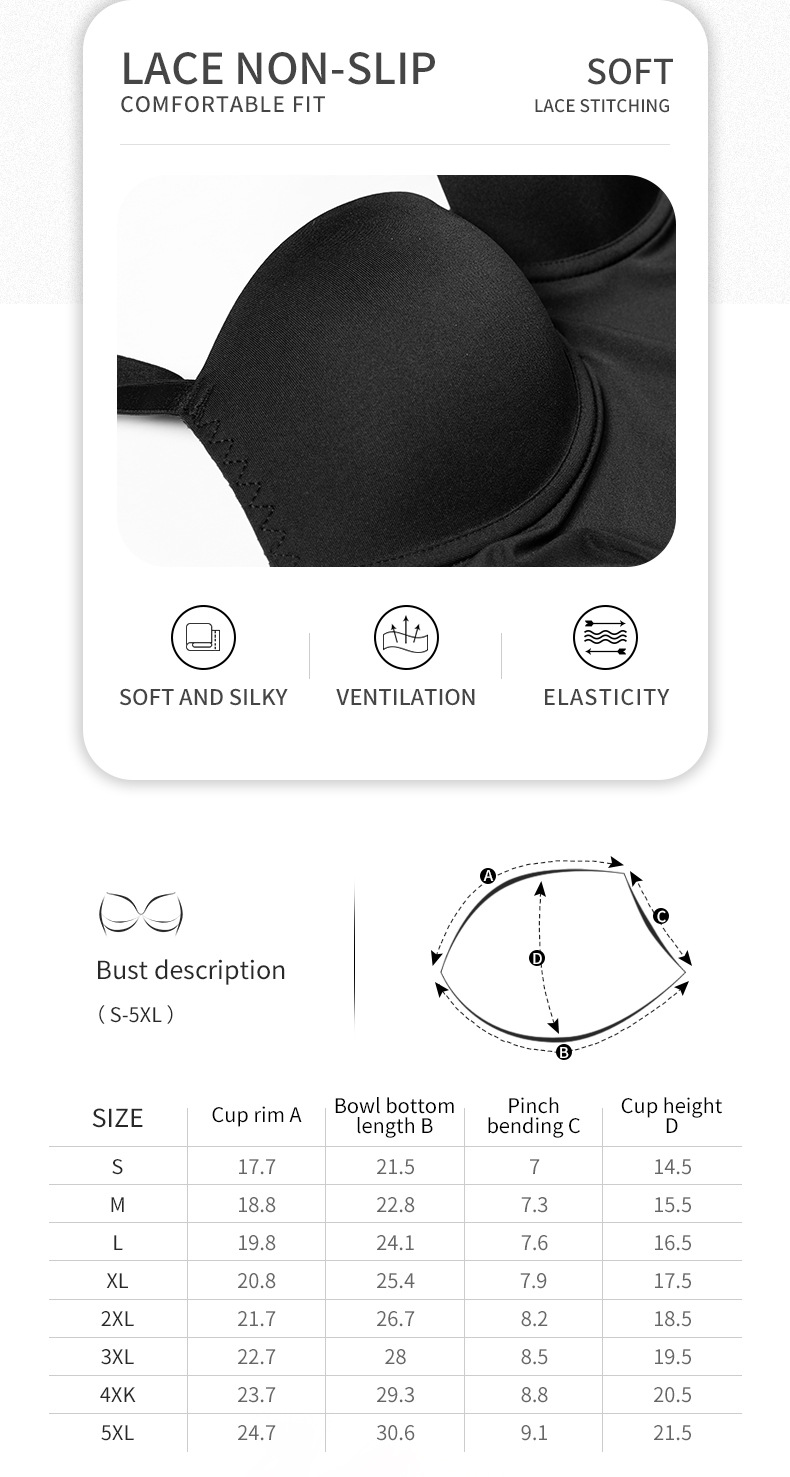 LACE NON-SLIP
COMFORTABLE FIT
SOFT
LACE STITCHING
SOFT AND SILKY
VENTILATION
ELASTICITY
Bust description
( S-5XL )
A
C
D
B
SIZE Cup rim A Bowl bottom length B Pinch bending C Cup height D
S 17.7 21.5 7 14.5
M 18.8 22.8 7.3 15.5
L 19.8 24.1 7.6 16.5
XL 20.8 25.4 7.9 17.5
2XL 21.7 26.7 8.2 18.5
3XL 22.7 28 8.5 19.5
4XK 23.7 29.3 8.8 20.5
5XL 24.7 30.6 9.1 21.5